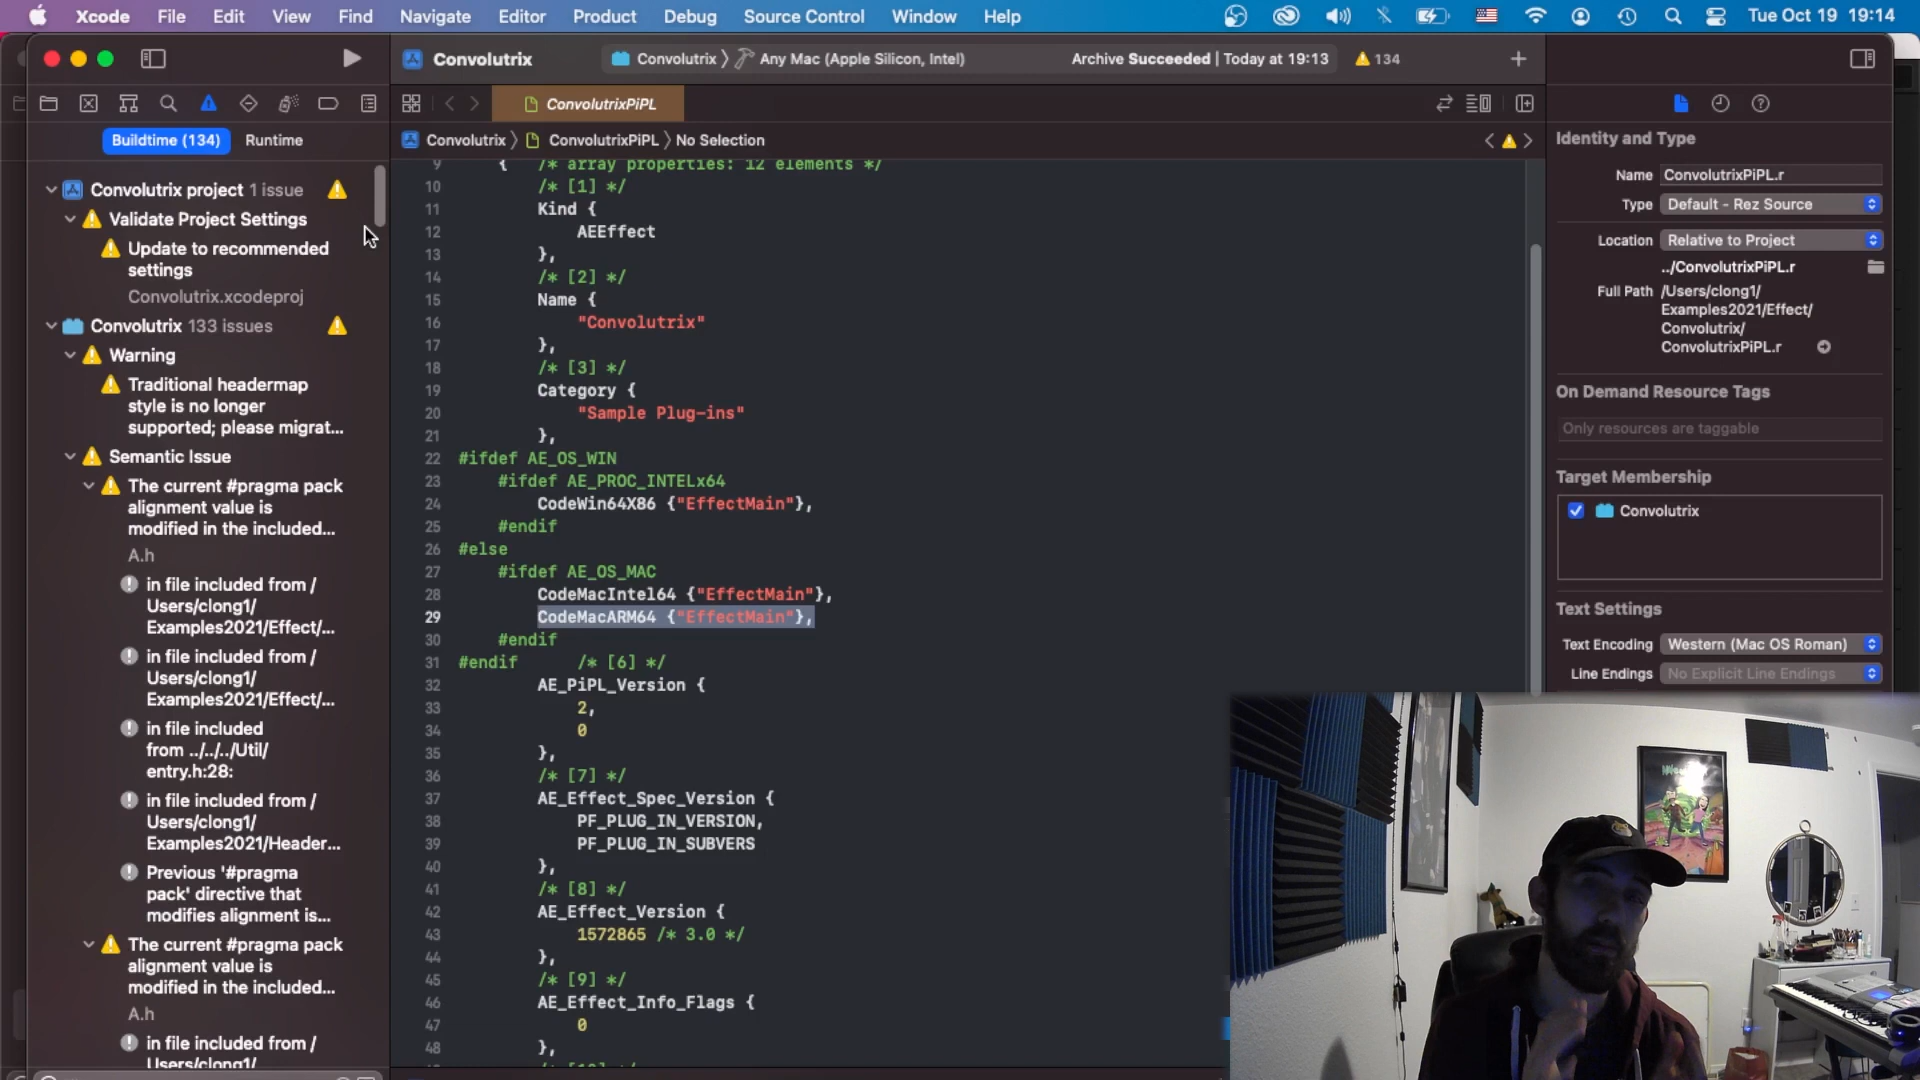 Xcode File Edit View Find Navigate Editor Product Debug Source Control Window Help Tue Oct 19 19:14
Convolutrix Convolutrix 〉 Any Mac (Apple Silicon, Intel) Archive Succeeded | Today at 19:13 134
ConvolutrixPiPL
Buildtime (134) Runtime
Convolutrix project 1 issue
Validate Project Settings
Update to recommended
settings
Convolutrix.xcodeproj
Convolutrix 133 issues
Warning
Traditional headermap
style is no longer
supported; please migrat...
Semantic Issue
The current #pragma pack
alignment value is
modified in the included...
A.h
in file included from /
Users/clong1/
Examples2021/Effect/...
in file included from /
Users/clong1/
Examples2021/Effect/...
in file included
from ../../../Util/
entry.h:28:
in file included from /
Users/clong1/
Examples2021/Header...
Previous '#pragma
pack' directive that
modifies alignment is...
The current #pragma pack
alignment value is
modified in the included...
A.h
in file included from /
Users/clong1/
Convolutrix 〉 ConvolutrixPiPL 〉 No Selection
9 { /* array properties: 12 elements */
10 /* [1] */
11 Kind {
12 AEEffect
13 },
14 /* [2] */
15 Name {
16 "Convolutrix"
17 },
18 /* [3] */
19 Category {
20 "Sample Plug-ins"
21 },
22 #ifdef AE_OS_WIN
23 #ifdef AE_PROC_INTELx64
24 CodeWin64X86 {"EffectMain"},
25 #endif
26 #else
27 #ifdef AE_OS_MAC
28 CodeMacIntel64 {"EffectMain"},
29 CodeMacARM64 {"EffectMain"},
30 #endif
31 #endif /* [6] */
32 AE_PiPL_Version {
33 2,
34 0
35 },
36 /* [7] */
37 AE_Effect_Spec_Version {
38 PF_PLUG_IN_VERSION,
39 PF_PLUG_IN_SUBVERS
40 },
41 /* [8] */
42 AE_Effect_Version {
43 1572865 /* 3.0 */
44 },
45 /* [9] */
46 AE_Effect_Info_Flags {
47 0
48 },
Identity and Type
Name ConvolutrixPiPL.r
Type Default - Rez Source
Location Relative to Project
../ConvolutrixPiPL.r
Full Path /Users/clong1/
Examples2021/Effect/
Convolutrix/
ConvolutrixPiPL.r
On Demand Resource Tags
Only resources are taggable
Target Membership
Convolutrix
Text Settings
Text Encoding Western (Mac OS Roman)
Line Endings No Explicit Line Endings